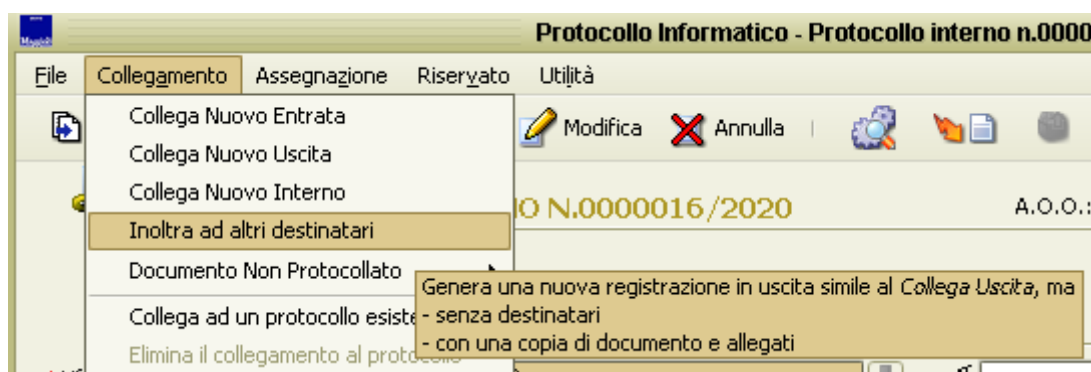 Protocollo Informatico - Protocollo interno n.0000
File Collegamento Assegnazione Riservato Utilità
Collega Nuovo Entrata
Modifica Annulla
Collega Nuovo Uscita
Collega Nuovo Interno
O N.0000016/2020 A.O.O.:
Inoltra ad altri destinatari
Documento Non Protocollato
Genera una nuova registrazione in uscita simile al Collega Uscita, ma
- senza destinatari
- con una copia di documento e allegati
Collega ad un protocollo esiste
Elimina il collegamento al protocollo